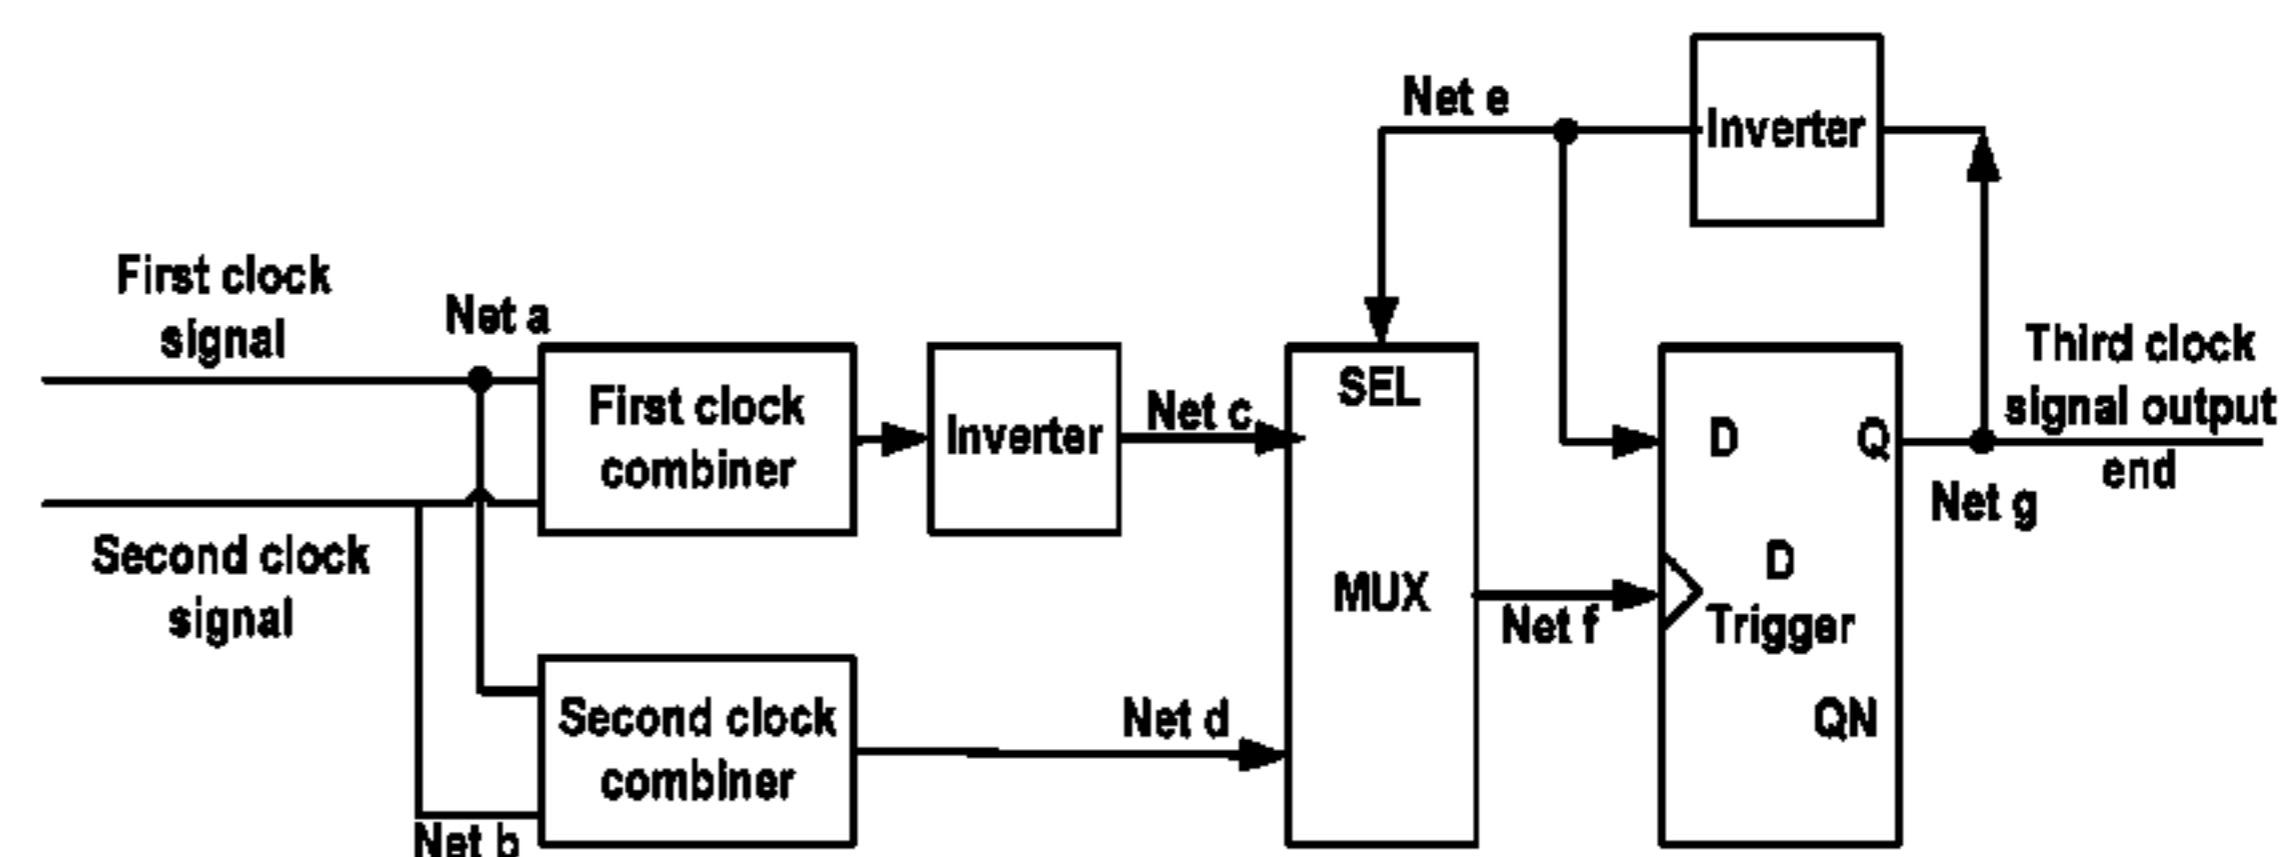 Net e
Inverter
First clock
signal
Net a
First clock
combiner
Inverter
Net c
SEL
MUX
D
Q
D
Trigger
QN
Third clock
signal output
end
Net g
Second clock
signal
Net f
Second clock
combiner
Net d
Net b